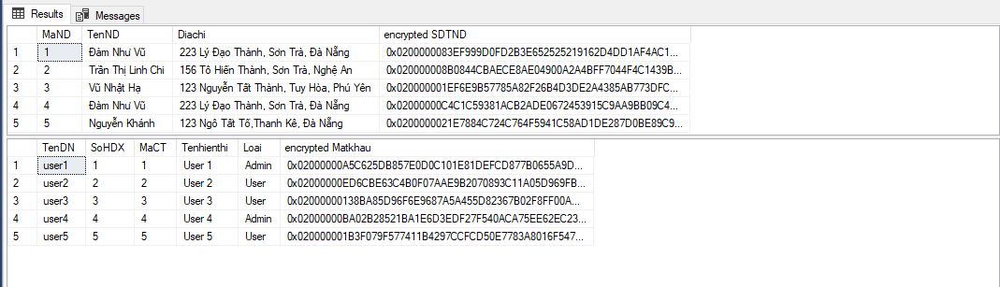 Results Messages
MaND TenND Diachi encrypted SDTND
1 1 Đàm Như Vũ 223 Lý Đạo Thành, Sơn Trà, Đà Nẵng 0x0200000083EF999D0FD2B3E652525219162D4DD1AF4AC1...
2 2 Trần Thị Linh Chi 156 Tô Hiến Thành, Sơn Trà, Nghệ An 0x020000008B0844CBAECE8AE04900A2A4BFF7044F4C1439B...
3 3 Vũ Nhật Hạ 123 Nguyễn Tất Thành, Tuy Hòa, Phú Yên 0x020000001EF6E9B57785A82F26B4D3DE2A4385AB773DFC...
4 4 Đàm Như Vũ 223 Lý Đạo Thành, Sơn Trà, Đà Nẵng 0x02000000C4C1C59381ACB2ADE0672453915C9AA9BB09C4...
5 5 Nguyễn Khánh 123 Ngô Tất Tố,Thanh Kê, Đà Nẵng 0x0200000021E7884C724C764F5941C58AD1DE287D0BE89C9...
TenDN SoHDX MaCT Tenhienthi Loai encrypted Matkhau
1 user1 1 1 User 1 Admin 0x02000000A5C625DB857E0D0C101E81DEFCD877B0655A9D...
2 user2 2 2 User 2 User 0x02000000ED6CBE63C4B0F07AAE9B2070893C11A05D969FB...
3 user3 3 3 User 3 User 0x02000000138BA85D96F6E9687A5A455D82367B02F8FF00A...
4 user4 4 4 User 4 Admin 0x02000000BA02B28521BA1E6D3EDF27F540ACA75EE62EC23...
5 user5 5 5 User 5 User 0x020000001B3F079F577411B4297CCFCD50E7783A8016F547...